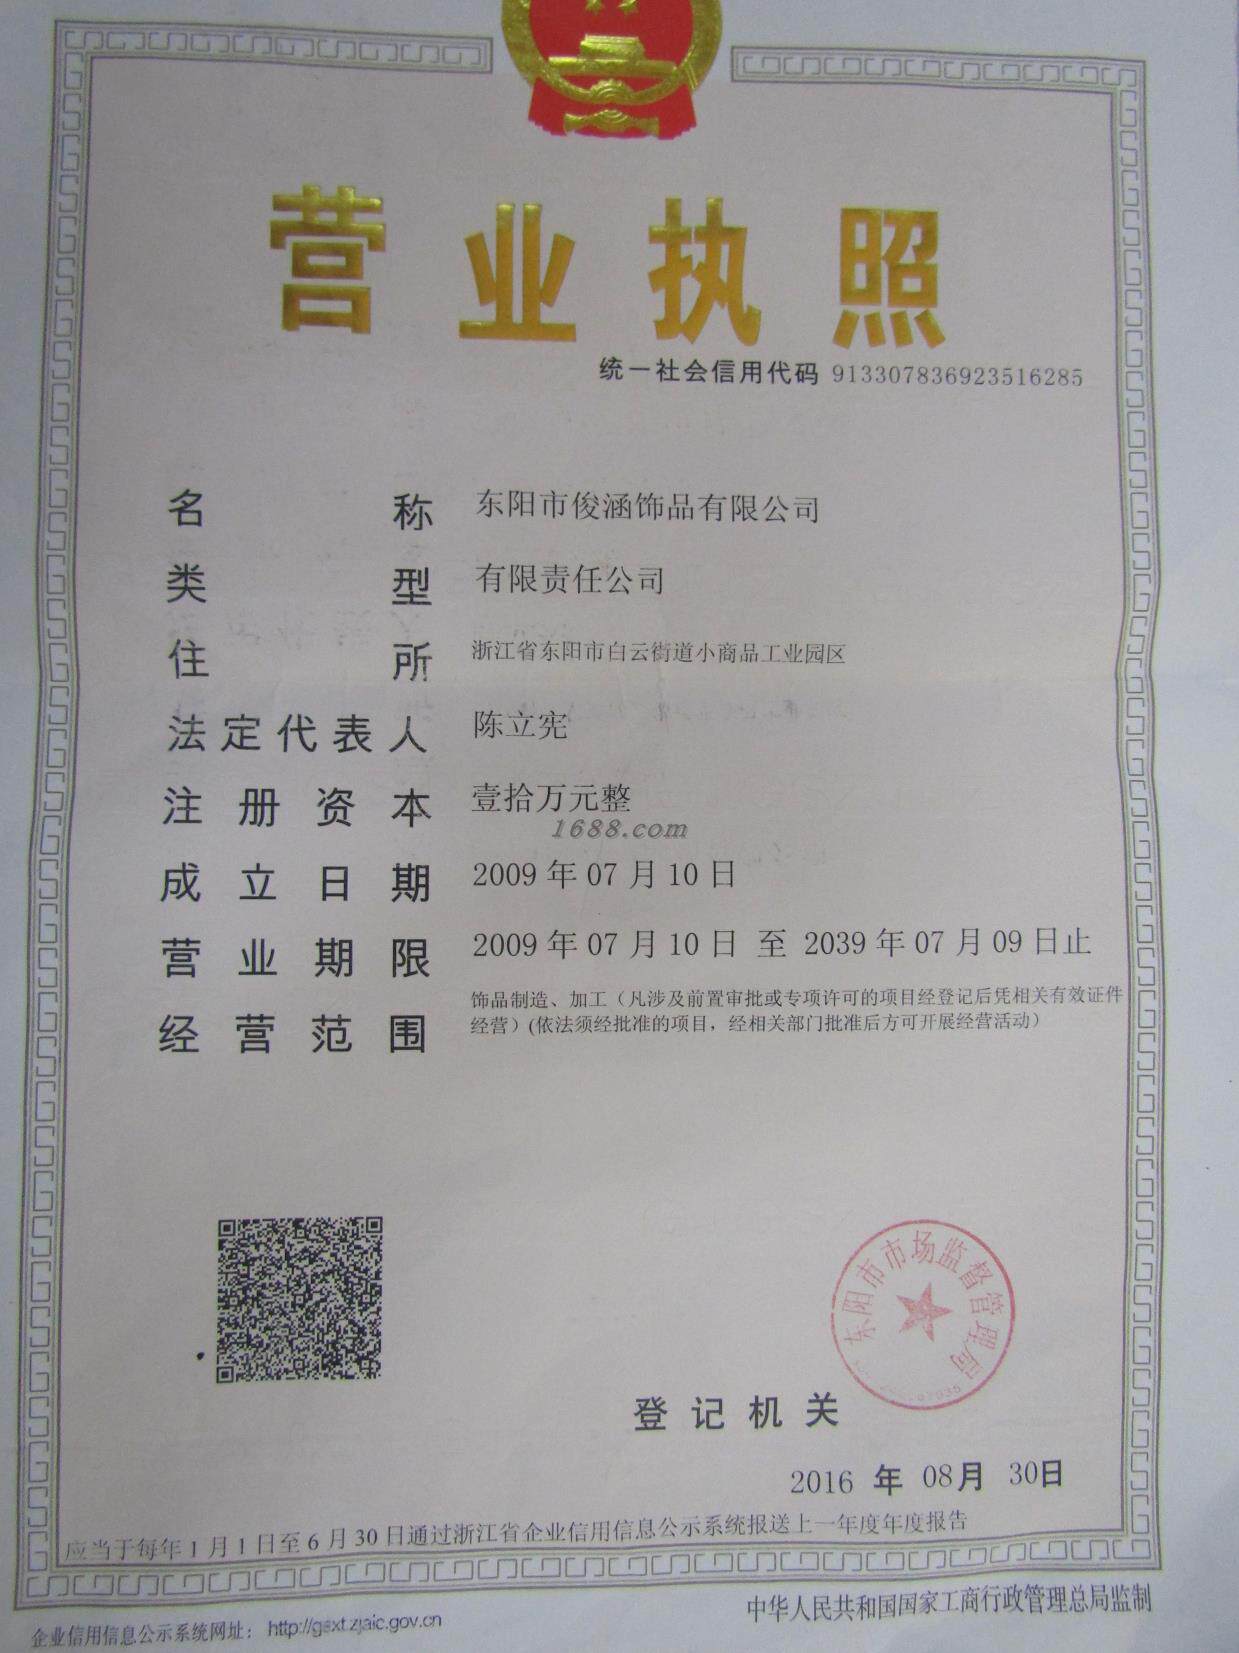 营业执照
统一社会信用代码 913307836923516285
名称 东阳市俊涵饰品有限公司
类型 有限责任公司
住所 浙江省东阳市白云街道小商品工业园区
法定代表人 陈立宪
注册资本 壹拾万元整
1688.com
成立日期 2009年07月10日
营业期限 2009年07月10日 至 2039年07月09日止
经营范围 饰品制造、加工（凡涉及前置审批或专项许可的项目经登记后凭相关有效证件
经营）(依法须经批准的项目，经相关部门批准后方可开展经营活动）
东阳市市场监督管理局
登记机关
2016 年 08月 30日
应当于每年1月1日至6月30日通过浙江省企业信用信息公示系统报送上一年度年度报告
企业信用信息公示系统网址： http://gsxt.zjaic.gov.cn
中华人民共和国国家工商行政管理总局监制